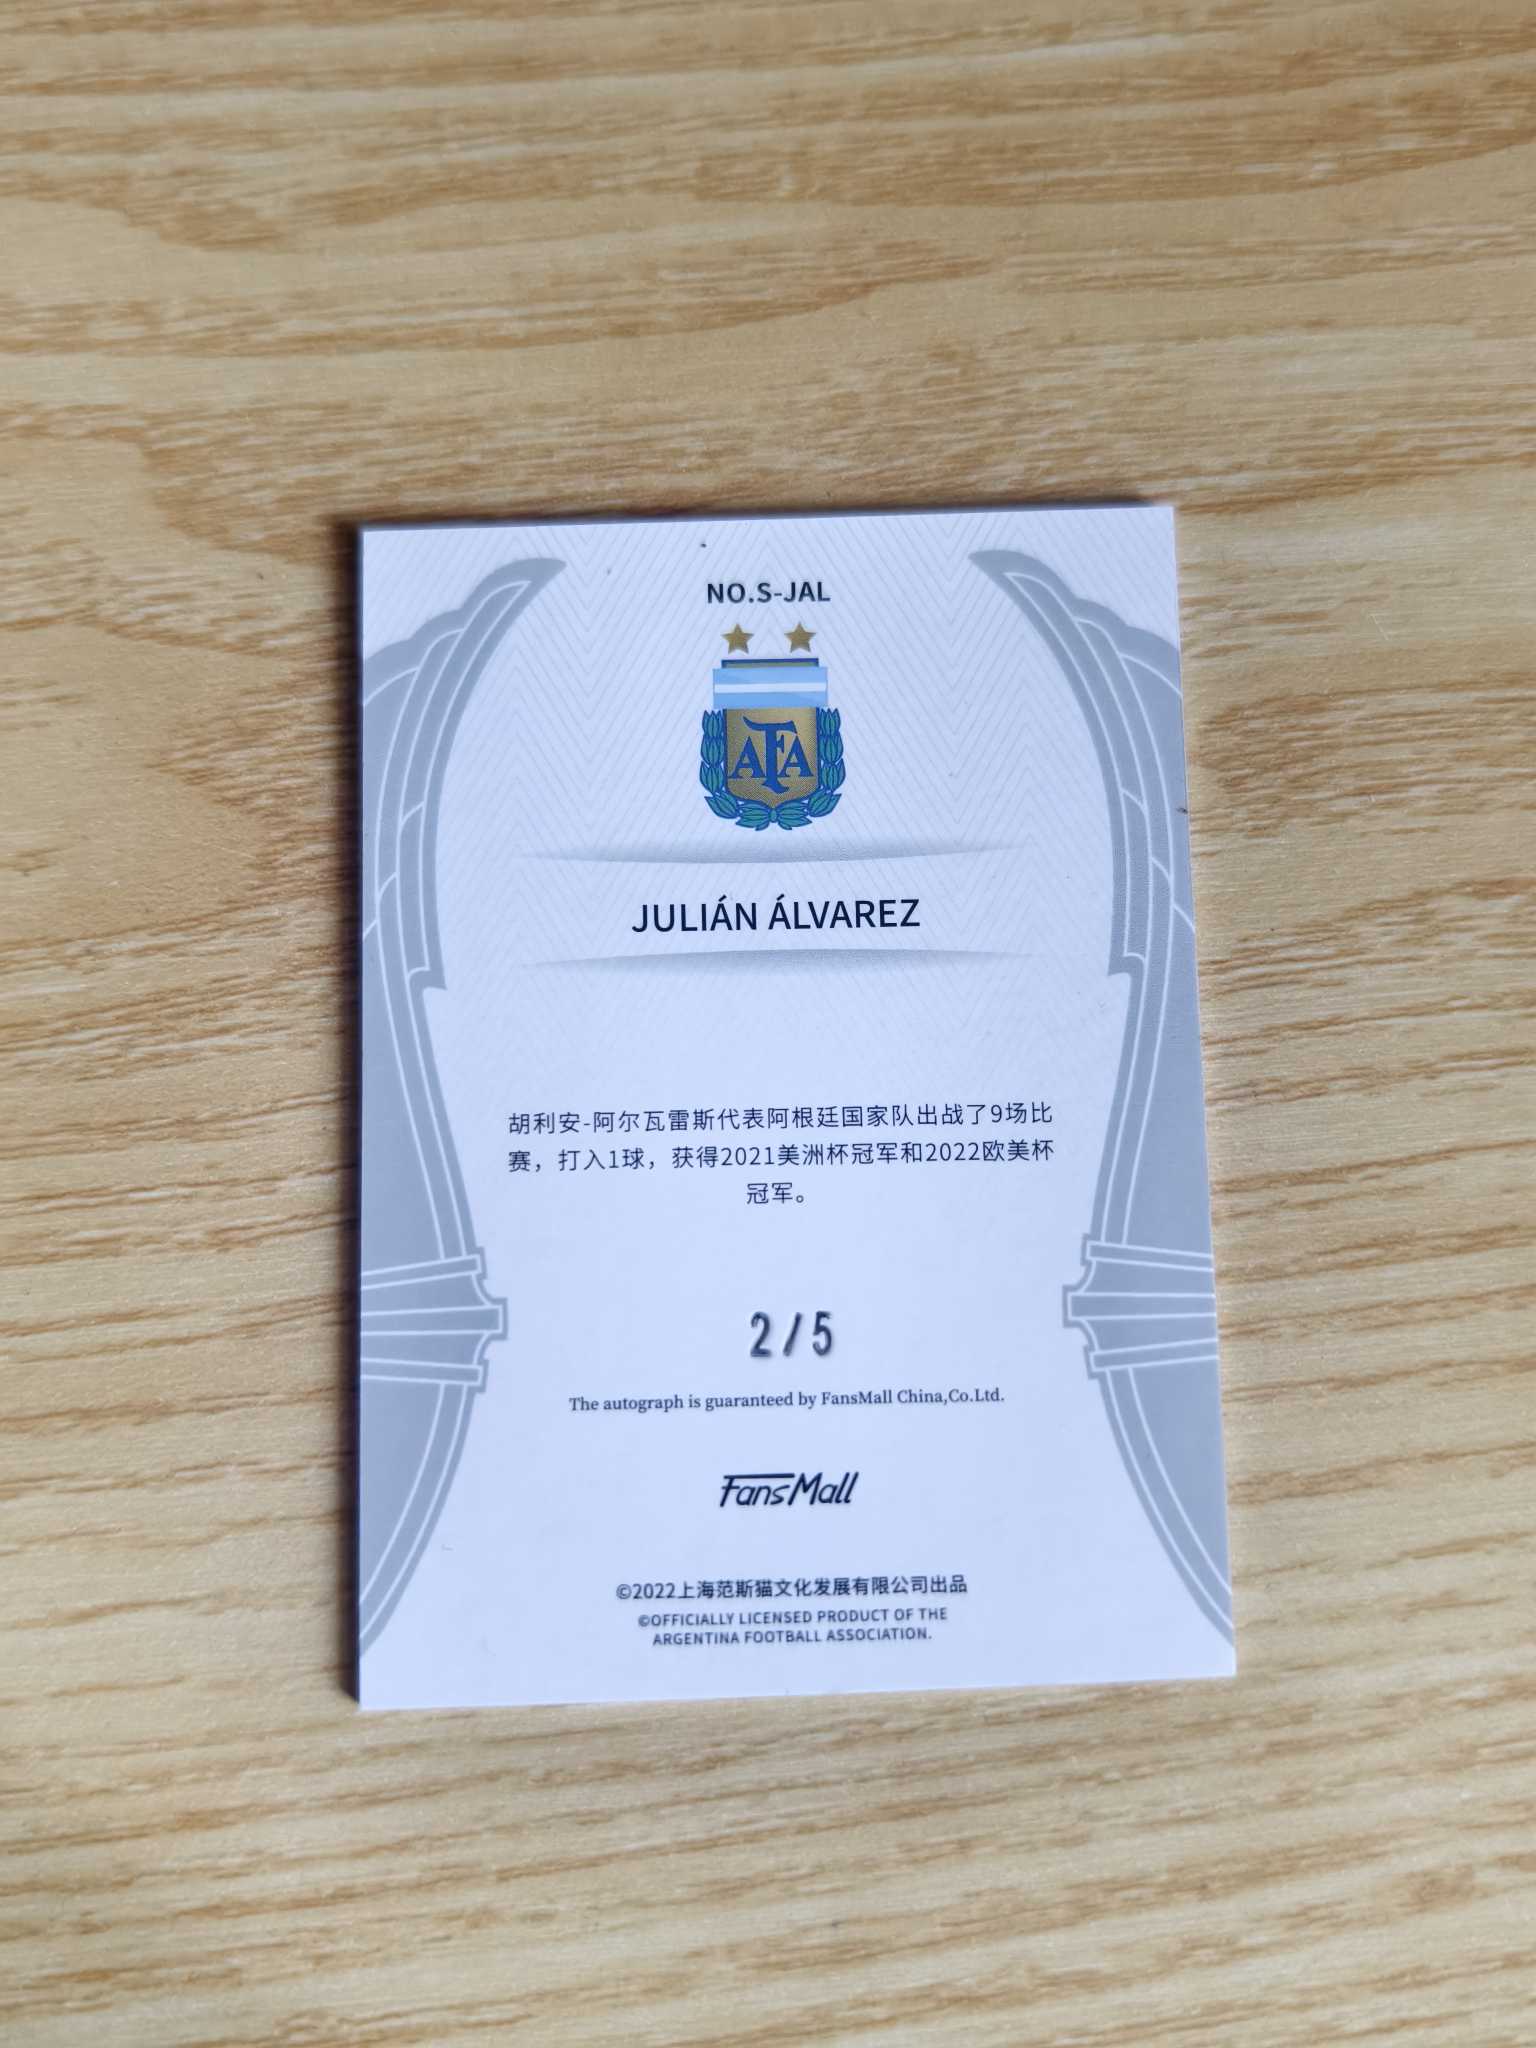 NO.S-JAL
AFA
JULIÁN ÁLVAREZ
胡利安-阿尔瓦雷斯代表阿根廷国家队出战了9场比
赛，打入1球，获得2021美洲杯冠军和2022欧美杯
冠军。
2/5
The autograph is guaranteed by FansMall China,Co.Ltd.
FansMall
©2022上海范斯猫文化发展有限公司出品
©OFFICIALLY LICENSED PRODUCT OF THE
ARGENTINA FOOTBALL ASSOCIATION.